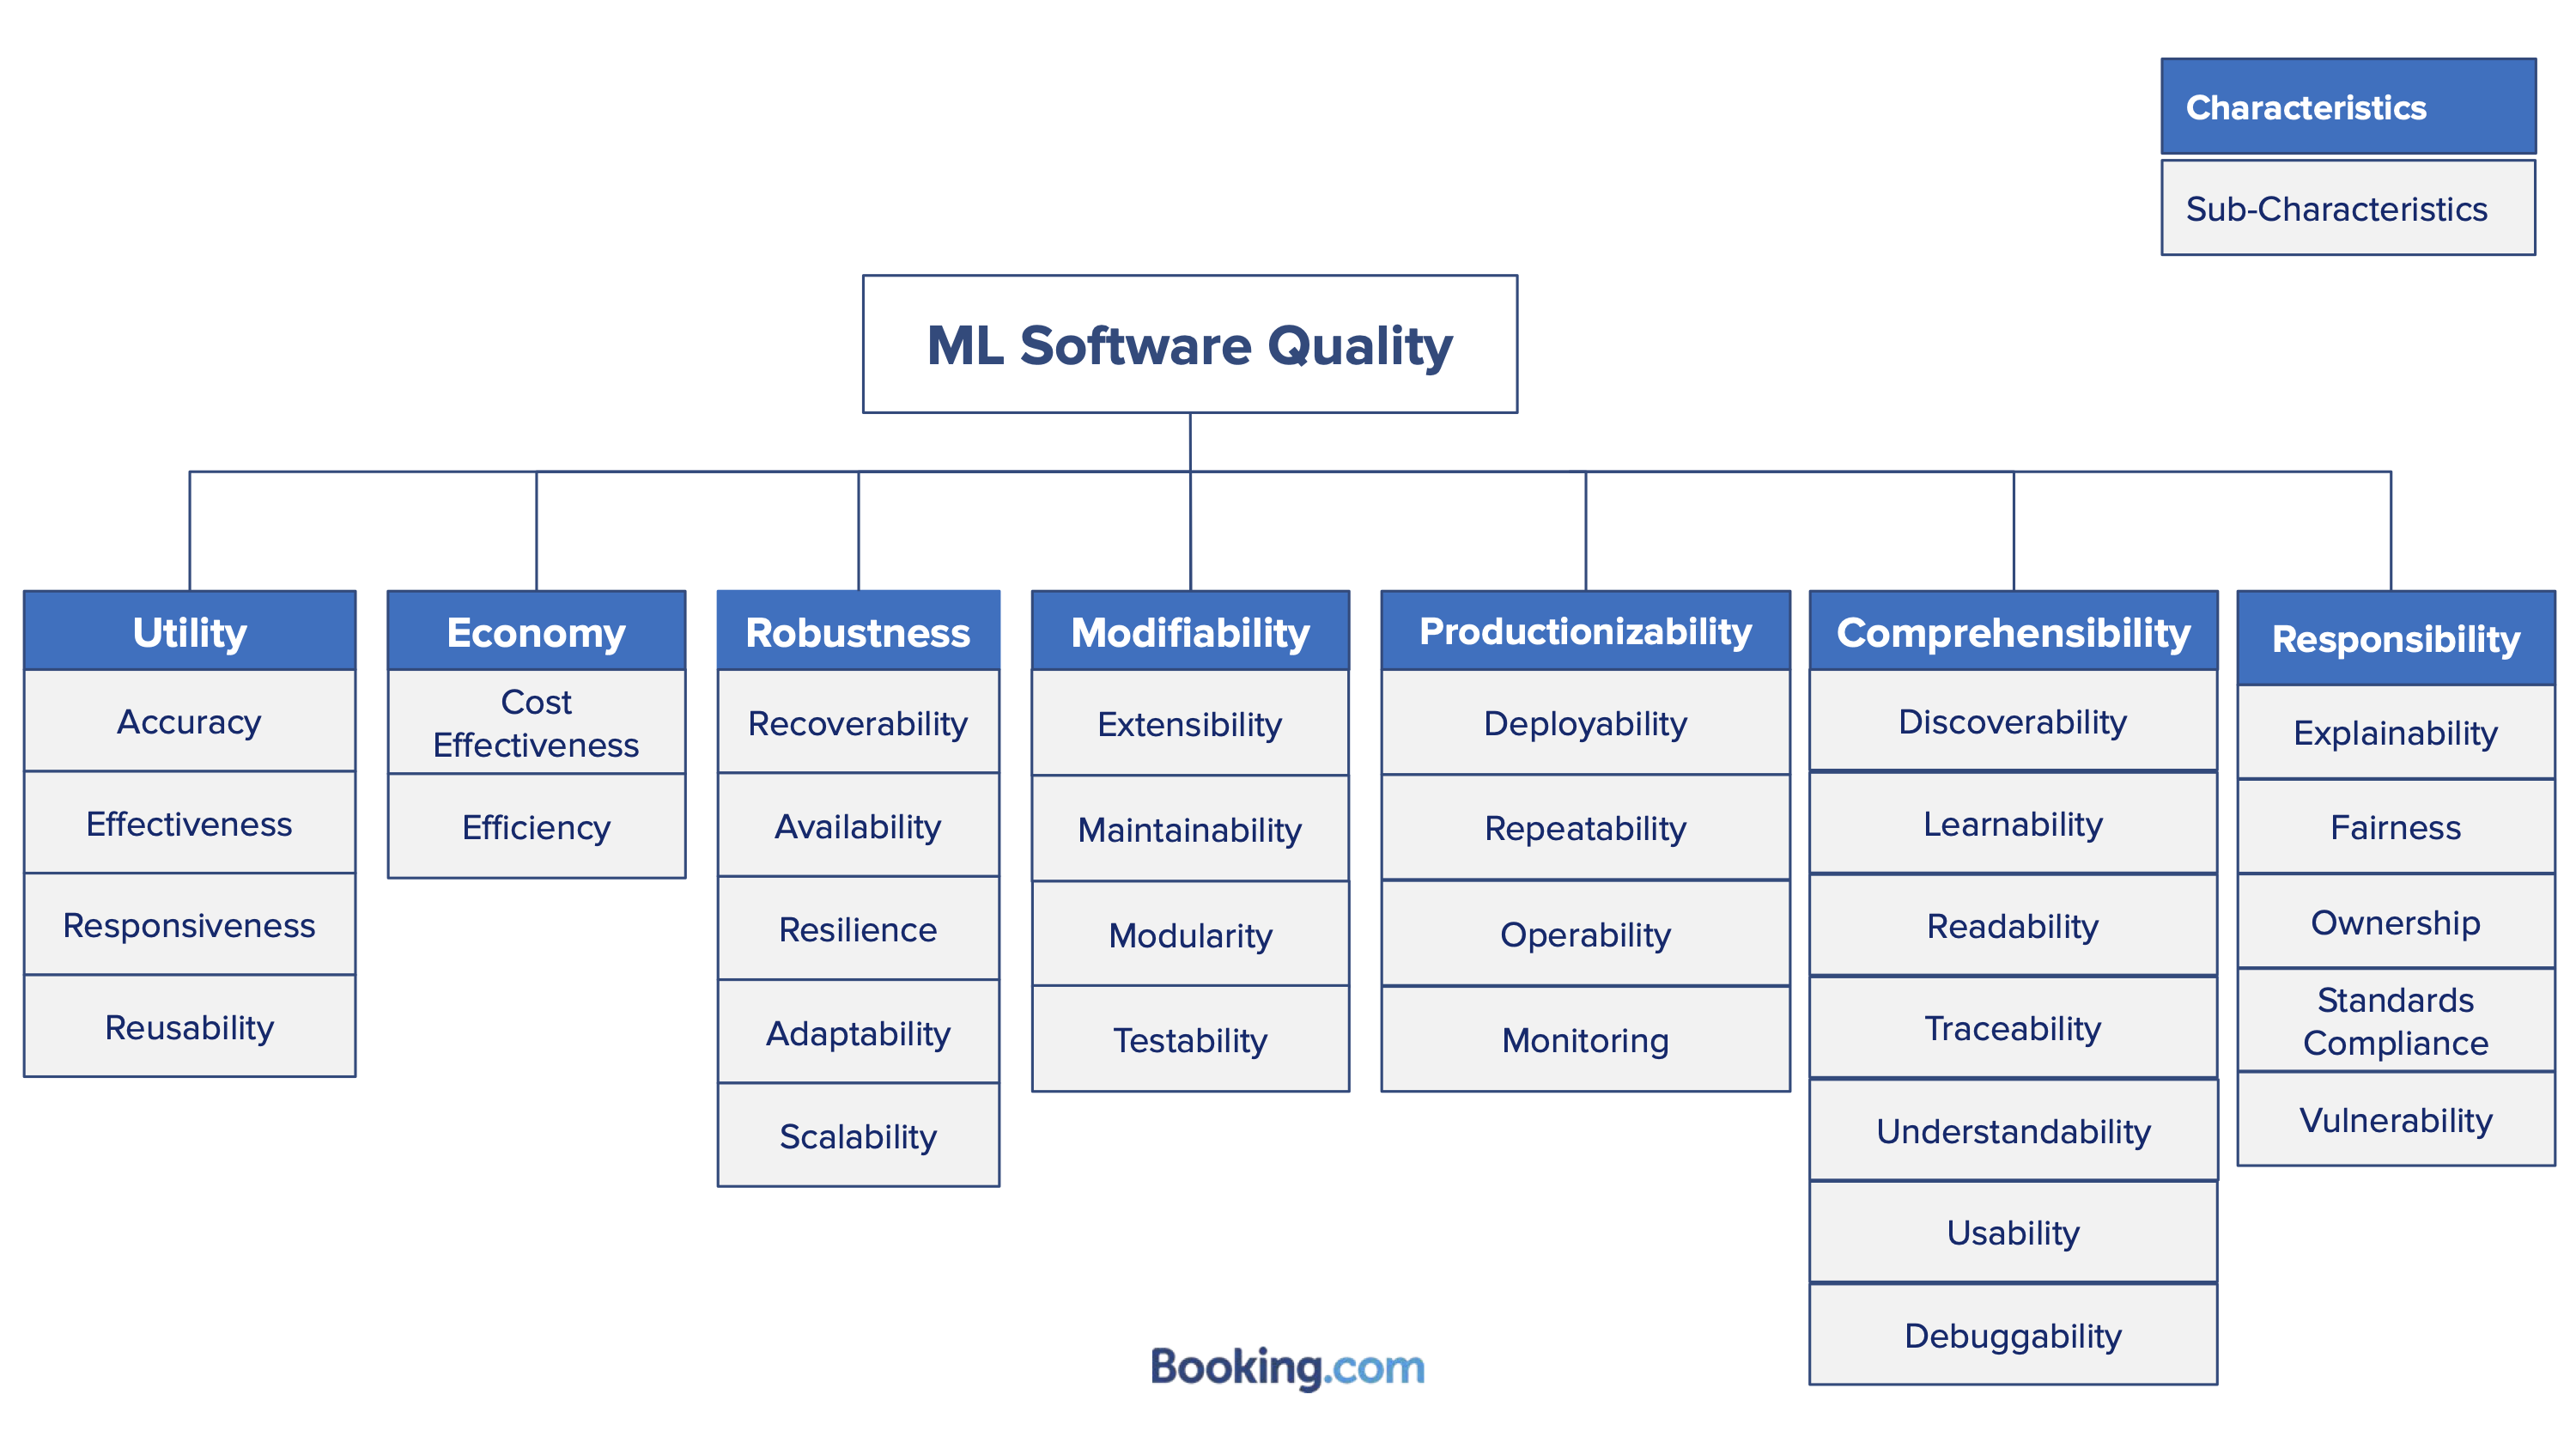 Characteristics
Sub-Characteristics
ML Software Quality
Utility
Accuracy
Effectiveness
Responsiveness
Reusability
Economy
Cost
Effectiveness
Efficiency
Robustness
Recoverability
Availability
Resilience
Adaptability
Scalability
Modifiability
Extensibility
Maintainability
Modularity
Testability
Productionizability
Deployability
Repeatability
Operability
Monitoring
Comprehensibility
Discoverability
Learnability
Readability
Traceability
Understandability
Usability
Debuggability
Responsibility
Explainability
Fairness
Ownership
Standards
Compliance
Vulnerability
Booking.com